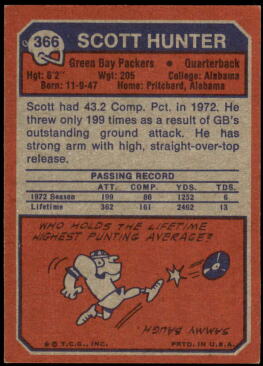 366
SCOTT HUNTER
Green Bay Packers • Quarterback
Hgt: 6'2" Wgt: 205 College: Alabama
Born: 11-9-47 Home: Pritchard, Alabama
Scott had 43.2 Comp. Pct. in 1972. He
threw only 199 times as a result of GB's
outstanding ground attack. He has
strong arm with high, straight-over-top
release.
PASSING RECORD
ATT. COMP. YDS. TDS.
1972 Season 199 86 1252 6
Lifetime 362 161 2462 13
WHO HOLDS THE LIFETIME
HIGHEST PUNTING AVERAGE?
SAMMY BAUGH
© T.C.G., INC. PRTD. IN U.S.A.